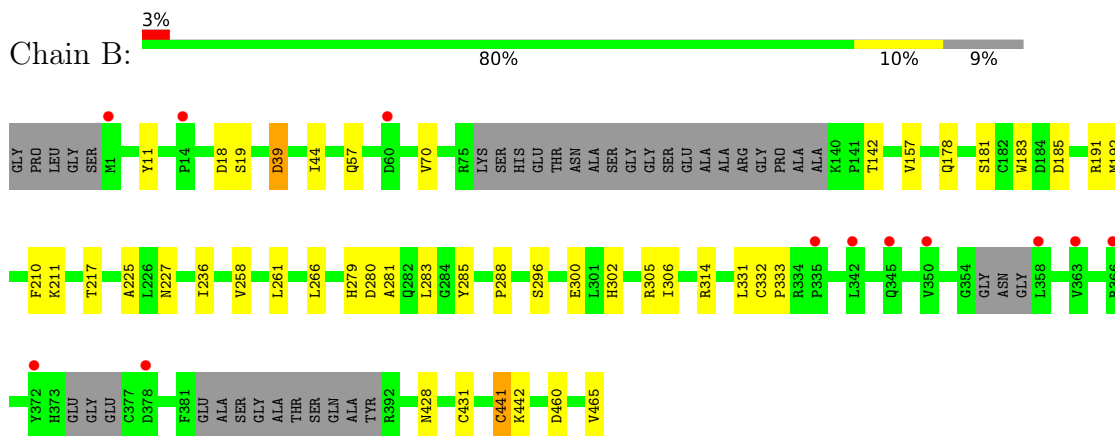 3%
Chain B:
80% 10% 9%
GLY PRO LEU GLY SER M1 Y11 P14 D18 S19 D39 I44 Q57 D60 V70 R75 LYS SER HIS GLU THR ASN ALA SER GLY GLY SER GLU ALA ALA ARG GLY PRO ALA ALA K140 P141 T142 V157 Q178 S181 C182 W183 D184 D185 R191 M192
F210 K211 T217 A225 L226 N227 I236 V258 L261 L266 H279 D280 A281 Q282 L283 G284 Y285 P288 S296 E300 L301 H302 R305 I306 R314 L331 C332 P333 R334 P335 L342 Q345 V350 G354 GLY ASN GLY L358 V363 R366
Y372 H373 GLU GLY GLU C377 D378 F381 GLU ALA SER GLY ALA THR SER GLN ALA TYR R392 N428 C431 C441 K442 D460 V465